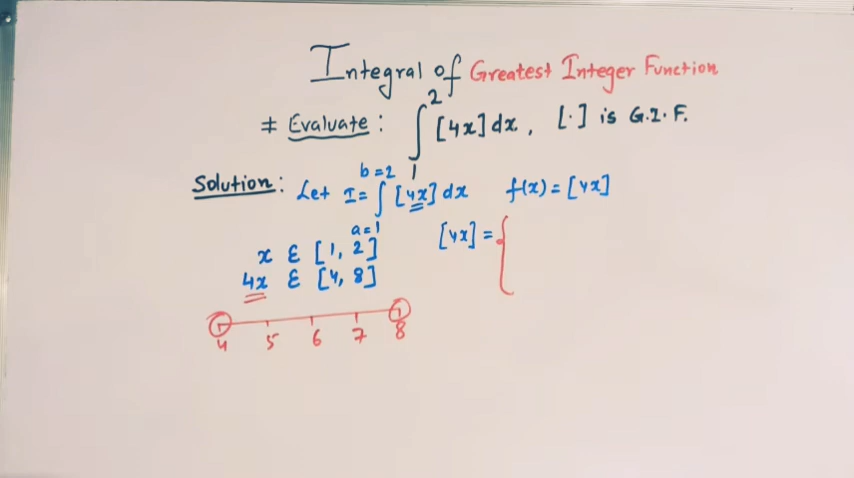 Integral of Greatest Integer Function
# Evaluate: ∫₁² [4x] dx, [·] is G.I.F.
Solution: Let I = ∫ₐ₌₁ᵇ⁼² [4x] dx f(x) = [4x]
x ε [1, 2] [4x] = {
4x ε [4, 8]
4 5 6 7 8